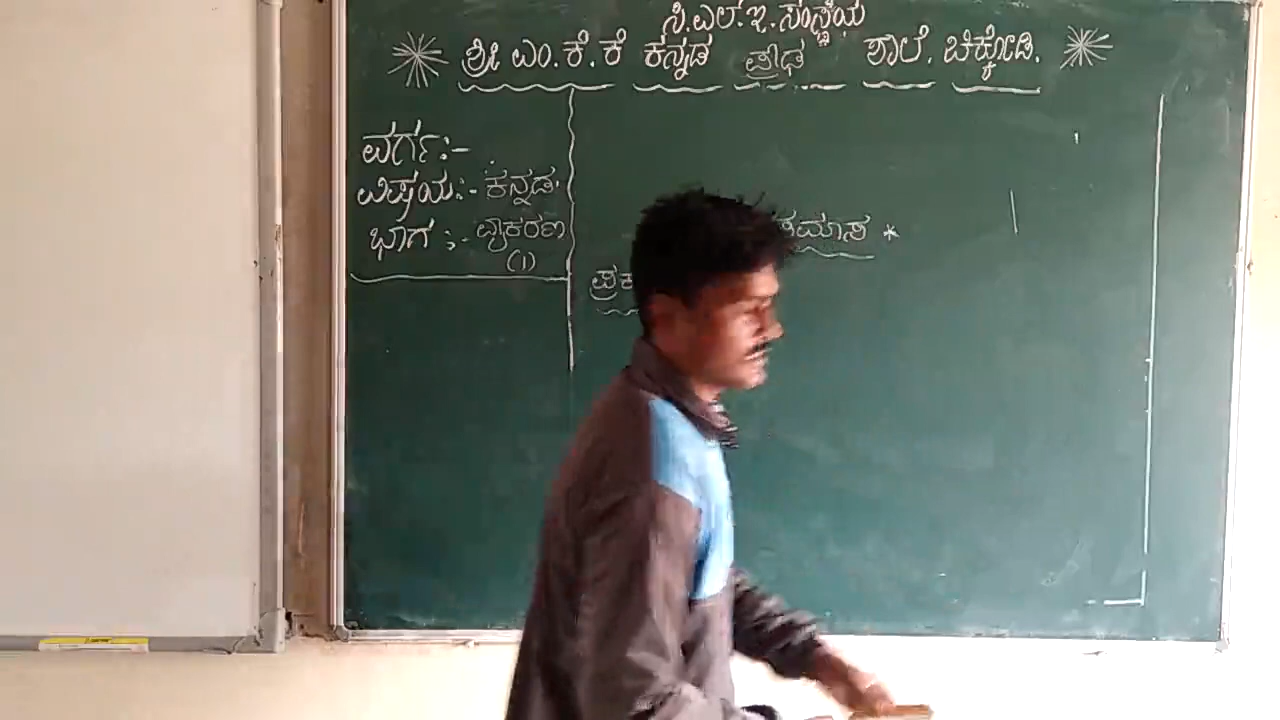 ಸಿ.ಎಲ್.ಇ. ಸಂಸ್ಥೆಯ
ಶ್ರೀ ಎಂ.ಕೆ.ಕೆ ಕನ್ನಡ ಪ್ರೌಢ ಶಾಲೆ. ಚಿಕ್ಕೋಡಿ.
ವರ್ಗ:-
ವಿಷಯ:- ಕನ್ನಡ.
ಭಾಗ :- ವ್ಯಾಕರಣ
(1)